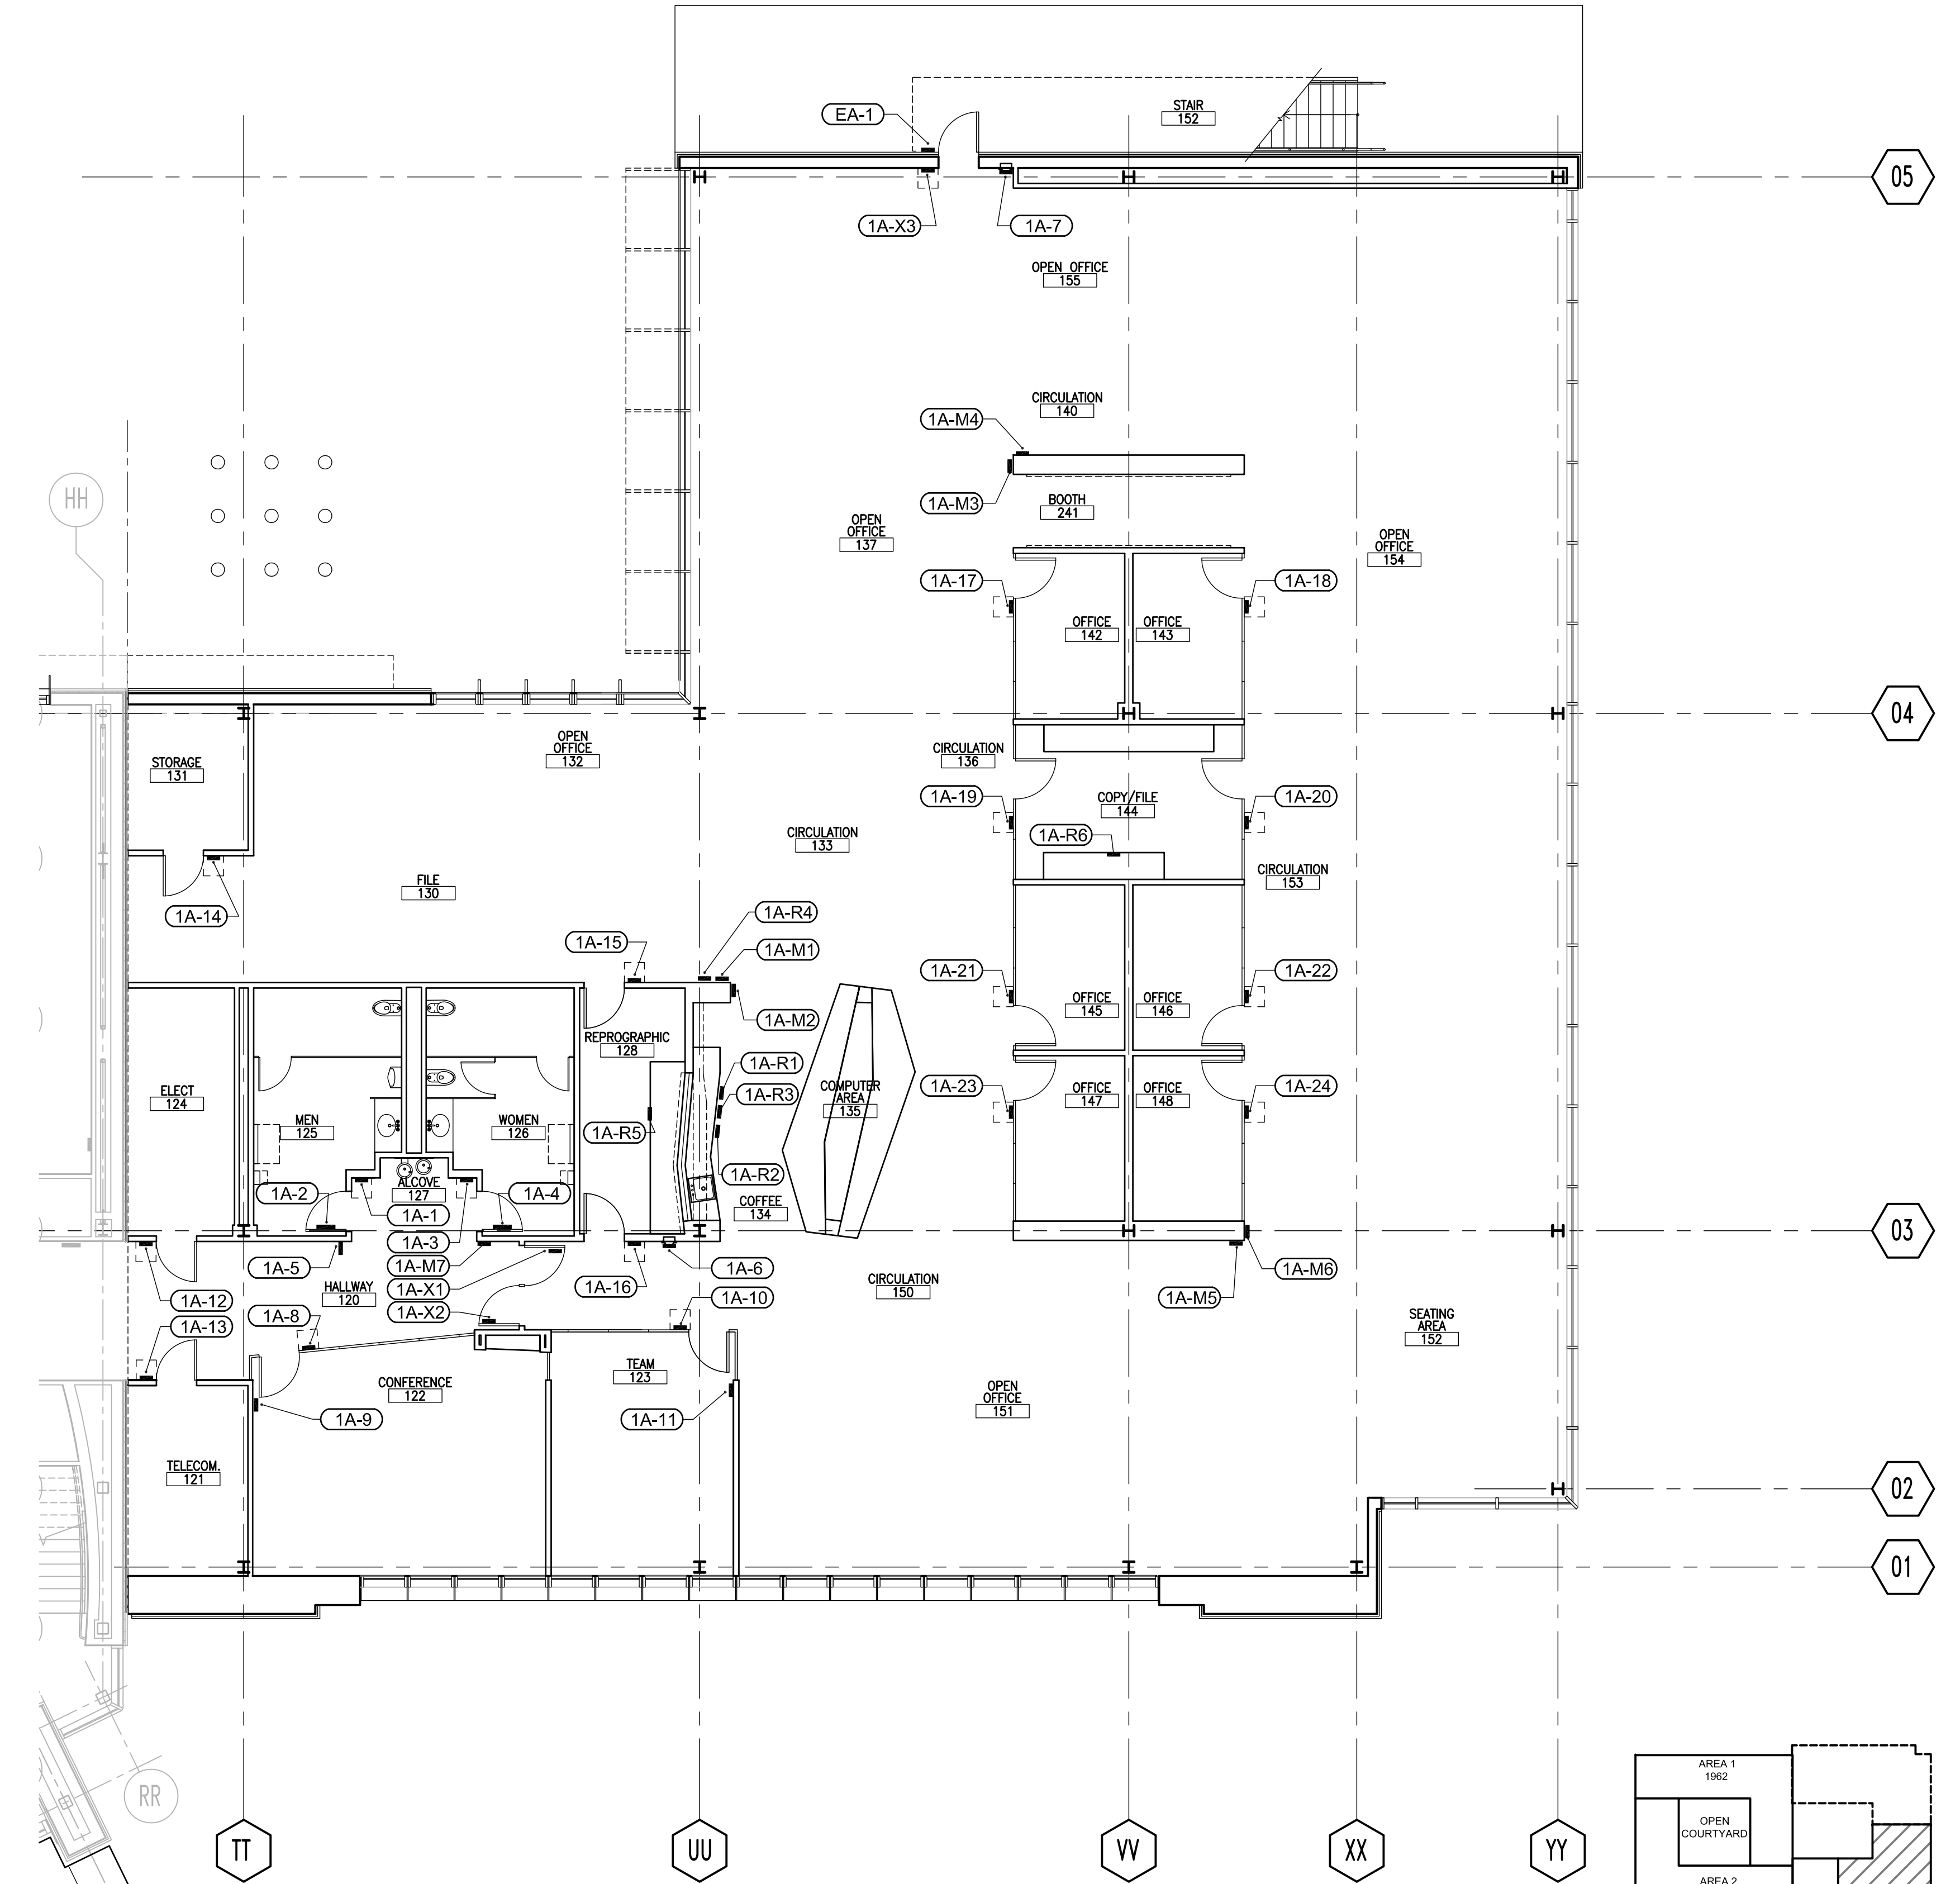 STAIR
152
EA-1
05
1A-X3
1A-7
OPEN OFFICE
155
CIRCULATION
140
1A-M4
HH
1A-M3
BOOTH
241
OPEN
OFFICE
137
OPEN
OFFICE
154
1A-17
1A-18
OFFICE
142
OFFICE
143
04
OPEN
OFFICE
132
CIRCULATION
136
STORAGE
131
1A-19
COPY/FILE
144
1A-20
CIRCULATION
133
1A-R6
CIRCULATION
153
FILE
130
1A-14
1A-R4
1A-15
1A-M1
1A-21
1A-22
OFFICE
145
OFFICE
146
1A-M2
REPROGRAPHIC
128
1A-R1
ELECT
124
1A-R3
COMPUTER
AREA
135
1A-23
OFFICE
147
OFFICE
148
1A-24
MEN
125
WOMEN
126
1A-R5
1A-R2
ALCOVE
127
1A-2
1A-4
COFFEE
134
1A-1
03
1A-3
1A-5
1A-M7
1A-6
1A-M6
HALLWAY
120
1A-X1
1A-16
CIRCULATION
150
1A-12
1A-10
1A-M5
1A-8
1A-X2
1A-13
SEATING
AREA
152
TEAM
123
CONFERENCE
122
OPEN
OFFICE
151
1A-9
1A-11
TELECOM.
121
02
01
RR
AREA 1
1962
OPEN
COURTYARD
AREA 2
TT
UU
VV
XX
YY